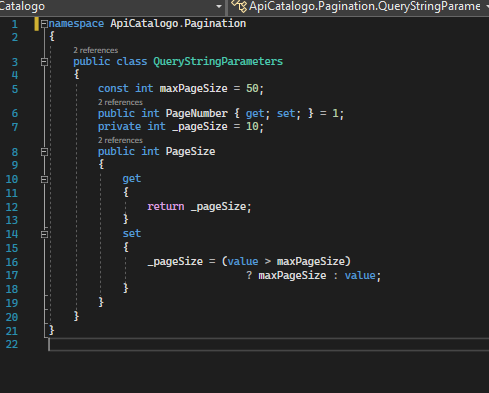 Catalogo
ApiCatalogo.Pagination.QueryStringParame
1 namespace ApiCatalogo.Pagination
2 {
2 references
3 public class QueryStringParameters
4 {
5 const int maxPageSize = 50;
2 references
6 public int PageNumber { get; set; } = 1;
7 private int _pageSize = 10;
2 references
8 public int PageSize
9 {
10 get
11 {
12 return _pageSize;
13 }
14 set
15 {
16 _pageSize = (value > maxPageSize)
17 ? maxPageSize : value;
18 }
19 }
20 }
21 }
22